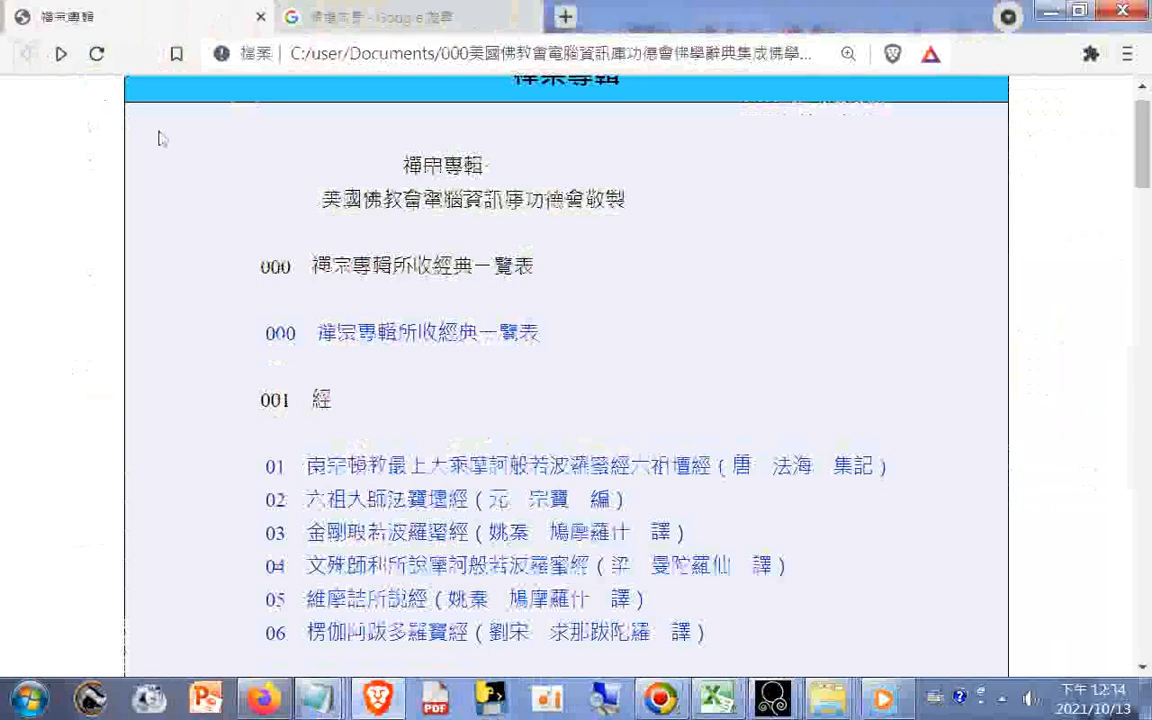 禪宗專輯
Google 搜尋
檔案
C:/user/Documents/000美國佛教會電腦資訊庫功德會佛學辭典集成佛學...
禪宗專輯
禪宗專輯
美國佛教會電腦資訊庫功德會敬製
000 禪宗專輯所收經典一覽表
000 禪宗專輯所收經典一覽表
001 經
01 南宗頓教最上大乘摩訶般若波羅蜜經六祖壇經(唐 法海 集記)
02 六祖大師法寶壇經(元 宗寶 編)
03 金剛般若波羅蜜經(姚秦 鳩摩羅什 譯)
04 文殊師利所說摩訶般若波羅蜜經(梁 曼陀羅仙 譯)
05 維摩詰所說經(姚秦 鳩摩羅什 譯)
06 楞伽阿跋多羅寶經(劉宋 求那跋陀羅 譯)
PDF
下午 12:14
2021/10/13